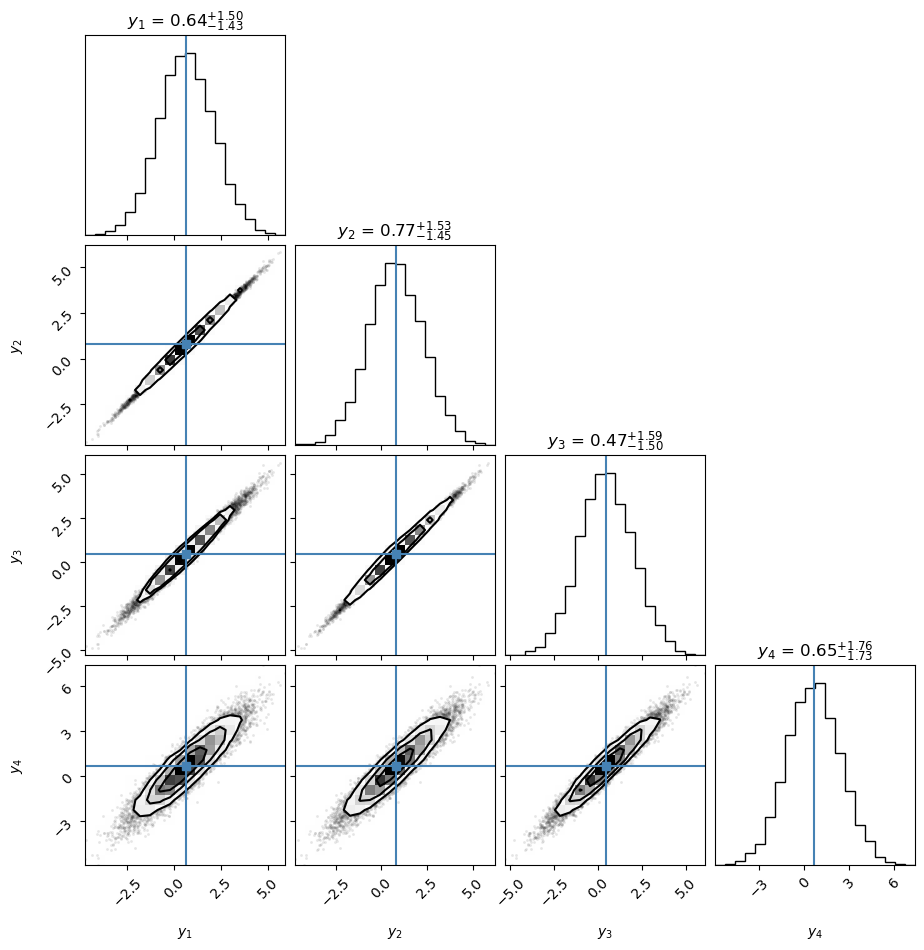 y₁ = 0.64⁺¹·⁵⁰₋₁.₄₃
y₂ = 0.77⁺¹·⁵³₋₁.₄₅
5.0
2.5
0.0
−2.5
y₂
y₃ = 0.47⁺¹·⁵⁹₋₁.₅₀
5.0
2.5
0.0
−2.5
−5.0
y₃
y₄ = 0.65⁺¹·⁷⁶₋₁.₇₃
6
3
0
−3
y₄
−2.5 0.0 2.5 5.0 −2.5 0.0 2.5 5.0 −5.0 −2.5 0.0 2.5 5.0 −3 0 3 6
y₁ y₂ y₃ y₄